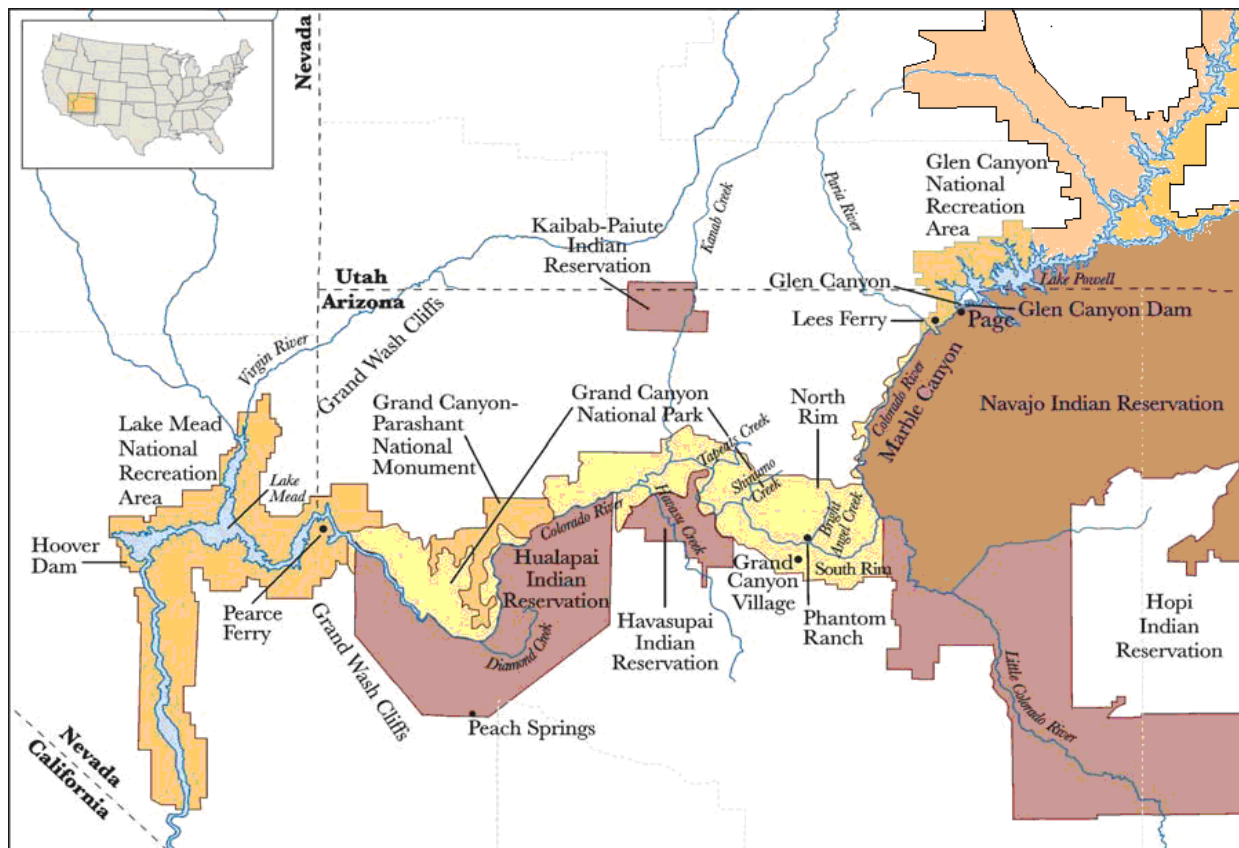 Nevada
Utah
Arizona
Kaibab-Paiute
Indian
Reservation
Kanab Creek
Paria River
Glen Canyon
National
Recreation
Area
Glen Canyon
Lees Ferry
Lake Powell
Glen Canyon Dam
Page
Virgin River
Grand Wash Cliffs
Colorado River
Marble Canyon
Navajo Indian Reservation
Lake Mead
National
Recreation
Area
Lake
Mead
Grand Canyon-
Parashant
National
Monument
Grand Canyon
National Park
North
Rim
Tapeats Creek
Shinumo
Creek
Bright
Angel Creek
Hoover
Dam
Pearce
Ferry
Grand Wash Cliffs
Colorado River
Hualapai
Indian
Reservation
Diamond Creek
Peach Springs
Havasu Creek
Havasupai
Indian
Reservation
Grand
Canyon
Village
South Rim
Phantom
Ranch
Little Colorado River
Hopi
Indian
Reservation
Nevada
California